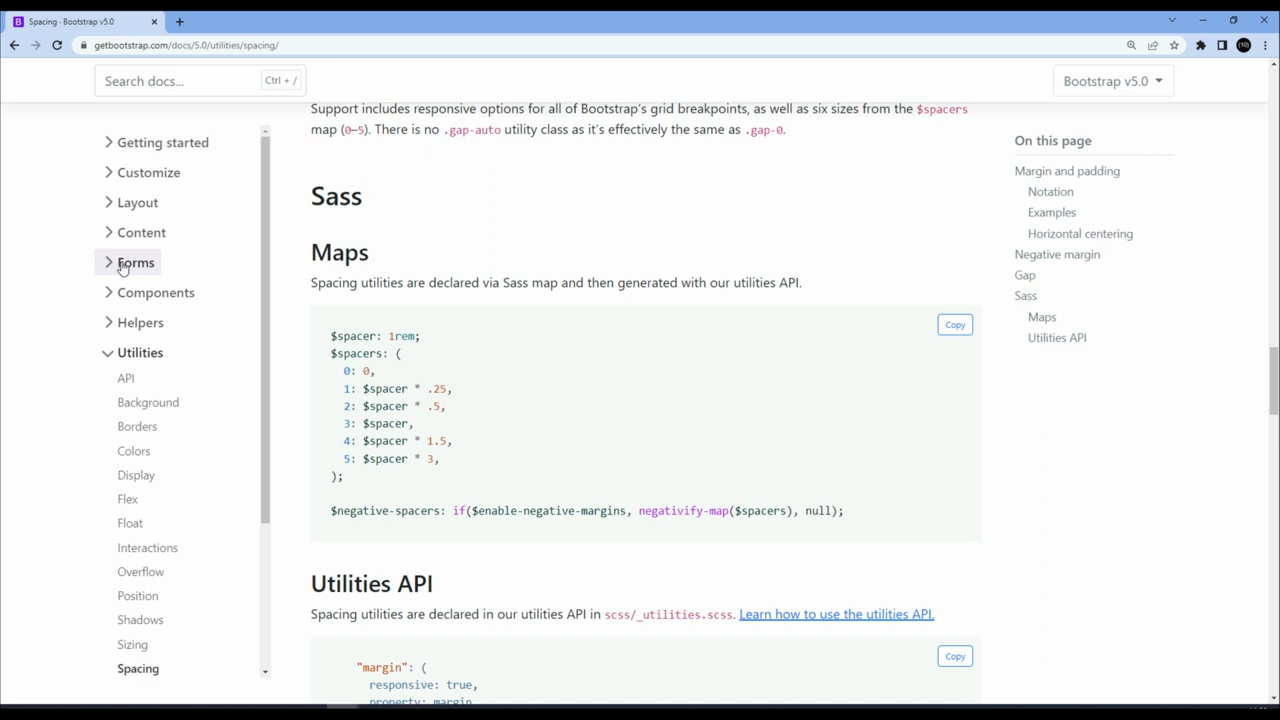 Spacing · Bootstrap v5.0
getbootstrap.com/docs/5.0/utilities/spacing/
(10)
Search docs...
Ctrl + /
Bootstrap v5.0
Getting started
Customize
Layout
Content
Forms
Components
Helpers
Utilities
API
Background
Borders
Colors
Display
Flex
Float
Interactions
Overflow
Position
Shadows
Sizing
Spacing
Support includes responsive options for all of Bootstrap's grid breakpoints, as well as six sizes from the $spacers
map (0–5). There is no .gap-auto utility class as it's effectively the same as .gap-0.
Sass
Maps
Spacing utilities are declared via Sass map and then generated with our utilities API.
Copy
$spacer: 1rem;
$spacers: (
0: 0,
1: $spacer * .25,
2: $spacer * .5,
3: $spacer,
4: $spacer * 1.5,
5: $spacer * 3,
);
$negative-spacers: if($enable-negative-margins, negativify-map($spacers), null);
Utilities API
Spacing utilities are declared in our utilities API in scss/_utilities.scss. Learn how to use the utilities API.
Copy
"margin": (
responsive: true,
property: margin,
On this page
Margin and padding
Notation
Examples
Horizontal centering
Negative margin
Gap
Sass
Maps
Utilities API